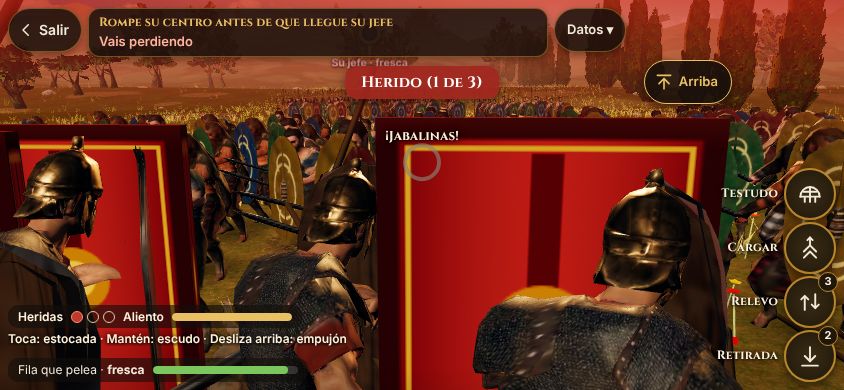 Salir
Rompe su centro antes de que llegue su jefe
Vais perdiendo
Datos ▾
Su jefe · fresca
Herido (1 de 3)
Arriba
¡Jabalinas!
Testudo
Cargar
3
Relevo
2
Retirada
Heridas Aliento
Toca: estocada · Mantén: escudo · Desliza arriba: empujón
Fila que pelea · fresca